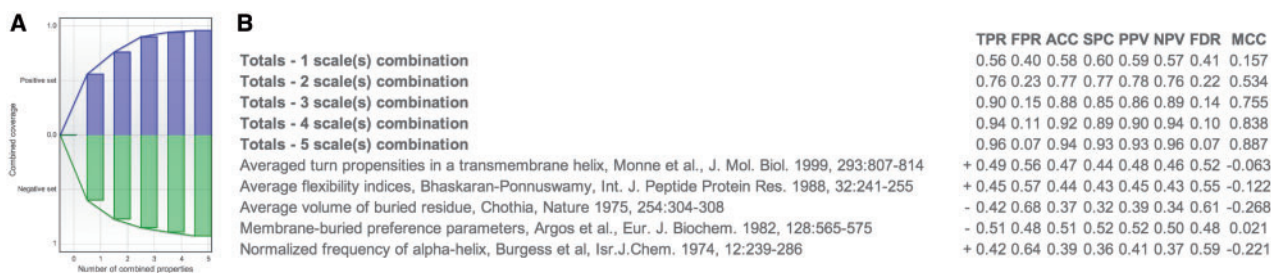 A
1.0
Positive set
0.0
Negative set
1
Combined coverage
0 1 2 3 4 5
Number of combined properties
B
TPR FPR ACC SPC PPV NPV FDR MCC
Totals - 1 scale(s) combination 0.56 0.40 0.58 0.60 0.59 0.57 0.41 0.157
Totals - 2 scale(s) combination 0.76 0.23 0.77 0.77 0.78 0.76 0.22 0.534
Totals - 3 scale(s) combination 0.90 0.15 0.88 0.85 0.86 0.89 0.14 0.755
Totals - 4 scale(s) combination 0.94 0.11 0.92 0.89 0.90 0.94 0.10 0.838
Totals - 5 scale(s) combination 0.96 0.07 0.94 0.93 0.93 0.96 0.07 0.887
Averaged turn propensities in a transmembrane helix, Monne et al., J. Mol. Biol. 1999, 293:807-814 + 0.49 0.56 0.47 0.44 0.48 0.46 0.52 -0.063
Average flexibility indices, Bhaskaran-Ponnuswamy, Int. J. Peptide Protein Res. 1988, 32:241-255 + 0.45 0.57 0.44 0.43 0.45 0.43 0.55 -0.122
Average volume of buried residue, Chothia, Nature 1975, 254:304-308 - 0.42 0.68 0.37 0.32 0.39 0.34 0.61 -0.268
Membrane-buried preference parameters, Argos et al., Eur. J. Biochem. 1982, 128:565-575 - 0.51 0.48 0.51 0.52 0.52 0.50 0.48 0.021
Normalized frequency of alpha-helix, Burgess et al, Isr.J.Chem. 1974, 12:239-286 + 0.42 0.64 0.39 0.36 0.41 0.37 0.59 -0.221